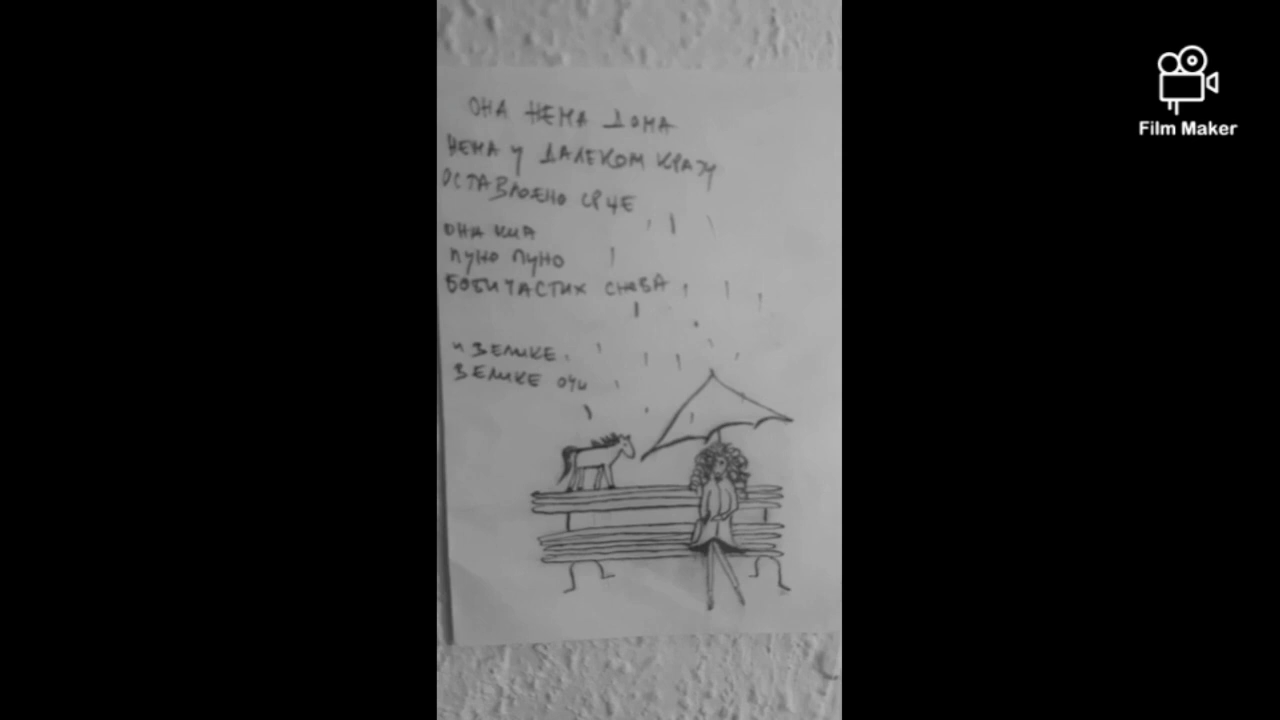 ОНА НЕМА ДОМА
НЕМА У ДАЛЕКОМ КРАЈУ
ОСТАВЉЕНО СРЦЕ
ОНА ИМА
ПУНО ПУНО
БОБИЧАСТИХ СНОВА
И ВЕЛИКЕ
ВЕЛИКЕ ОЧИ
Film Maker